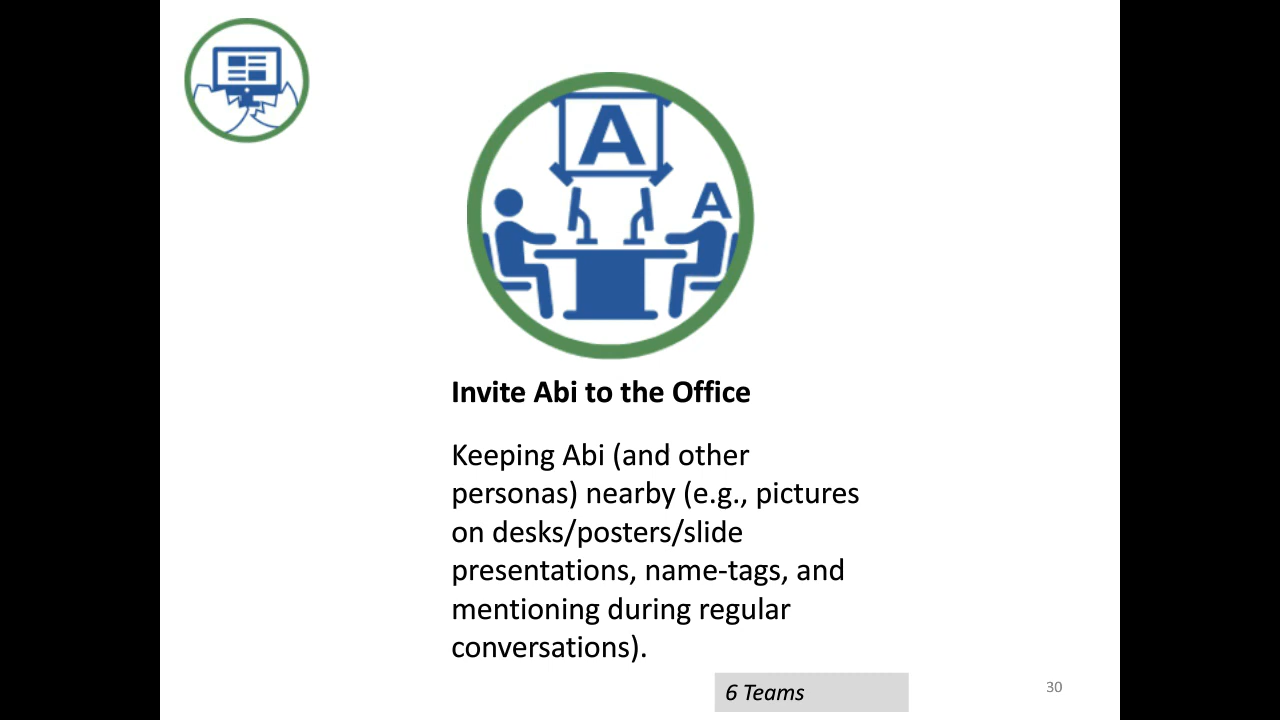 A
A
Invite Abi to the Office
Keeping Abi (and other
personas) nearby (e.g., pictures
on desks/posters/slide
presentations, name-tags, and
mentioning during regular
conversations).
6 Teams
30